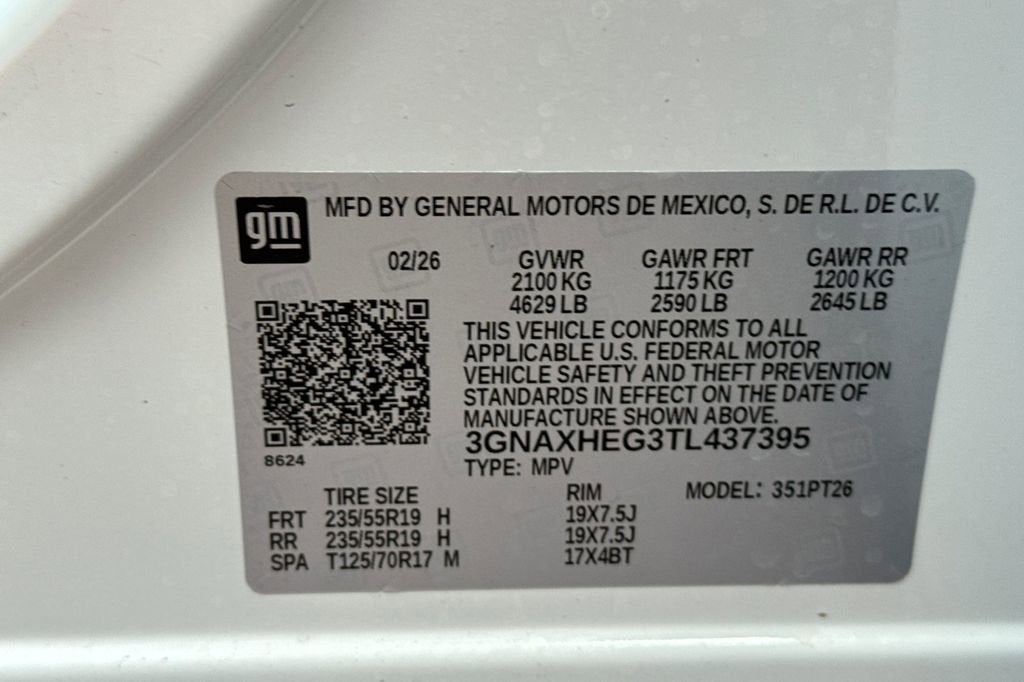 gm
MFD BY GENERAL MOTORS DE MEXICO, S. DE R.L. DE C.V.
02/26 GVWR GAWR FRT GAWR RR
2100 KG 1175 KG 1200 KG
4629 LB 2590 LB 2645 LB
THIS VEHICLE CONFORMS TO ALL
APPLICABLE U.S. FEDERAL MOTOR
VEHICLE SAFETY AND THEFT PREVENTION
STANDARDS IN EFFECT ON THE DATE OF
MANUFACTURE SHOWN ABOVE.
3GNAXHEG3TL437395
8624
TYPE: MPV
TIRE SIZE RIM MODEL: 351PT26
FRT 235/55R19 H 19X7.5J
RR 235/55R19 H 19X7.5J
SPA T125/70R17 M 17X4BT